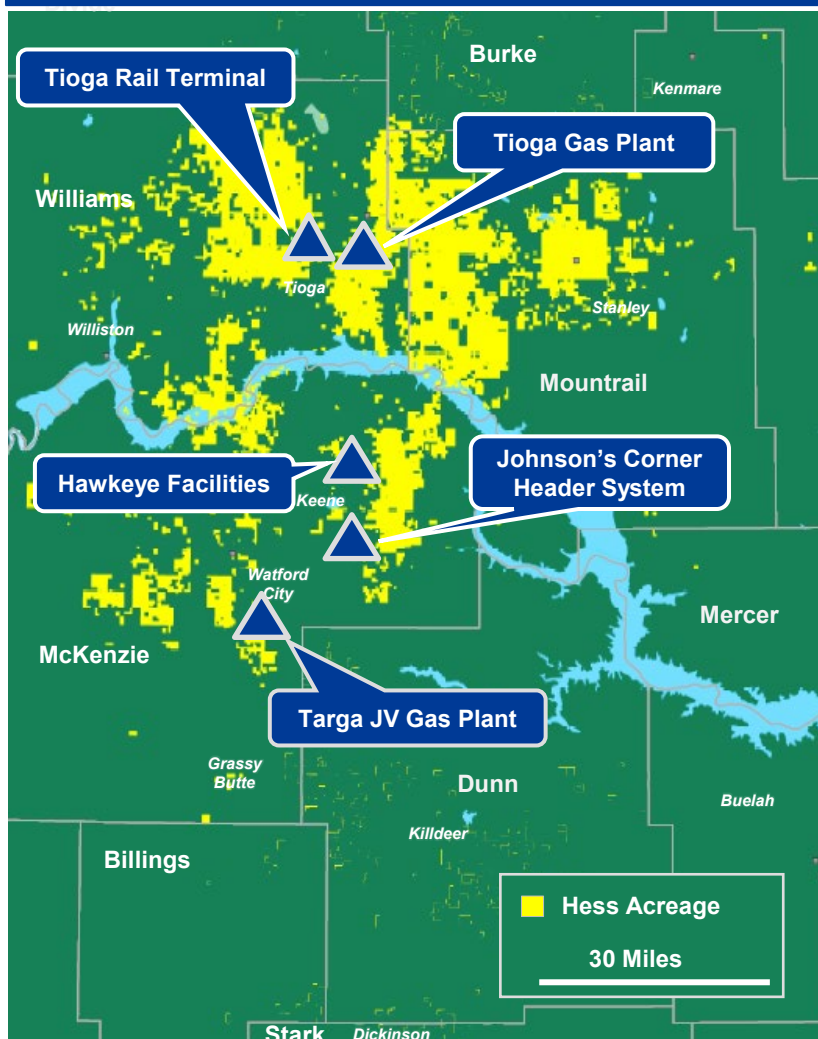 Burke
Tioga Rail Terminal
Kenmare
Tioga Gas Plant
Williams
Tioga
Stanley
Williston
Mountrail
Johnson's Corner
Header System
Hawkeye Facilities
Keene
Watford
City
Mercer
McKenzie
Targa JV Gas Plant
Grassy
Butte
Dunn
Buelah
Killdeer
Billings
Hess Acreage
30 Miles
Stark
Dickinson